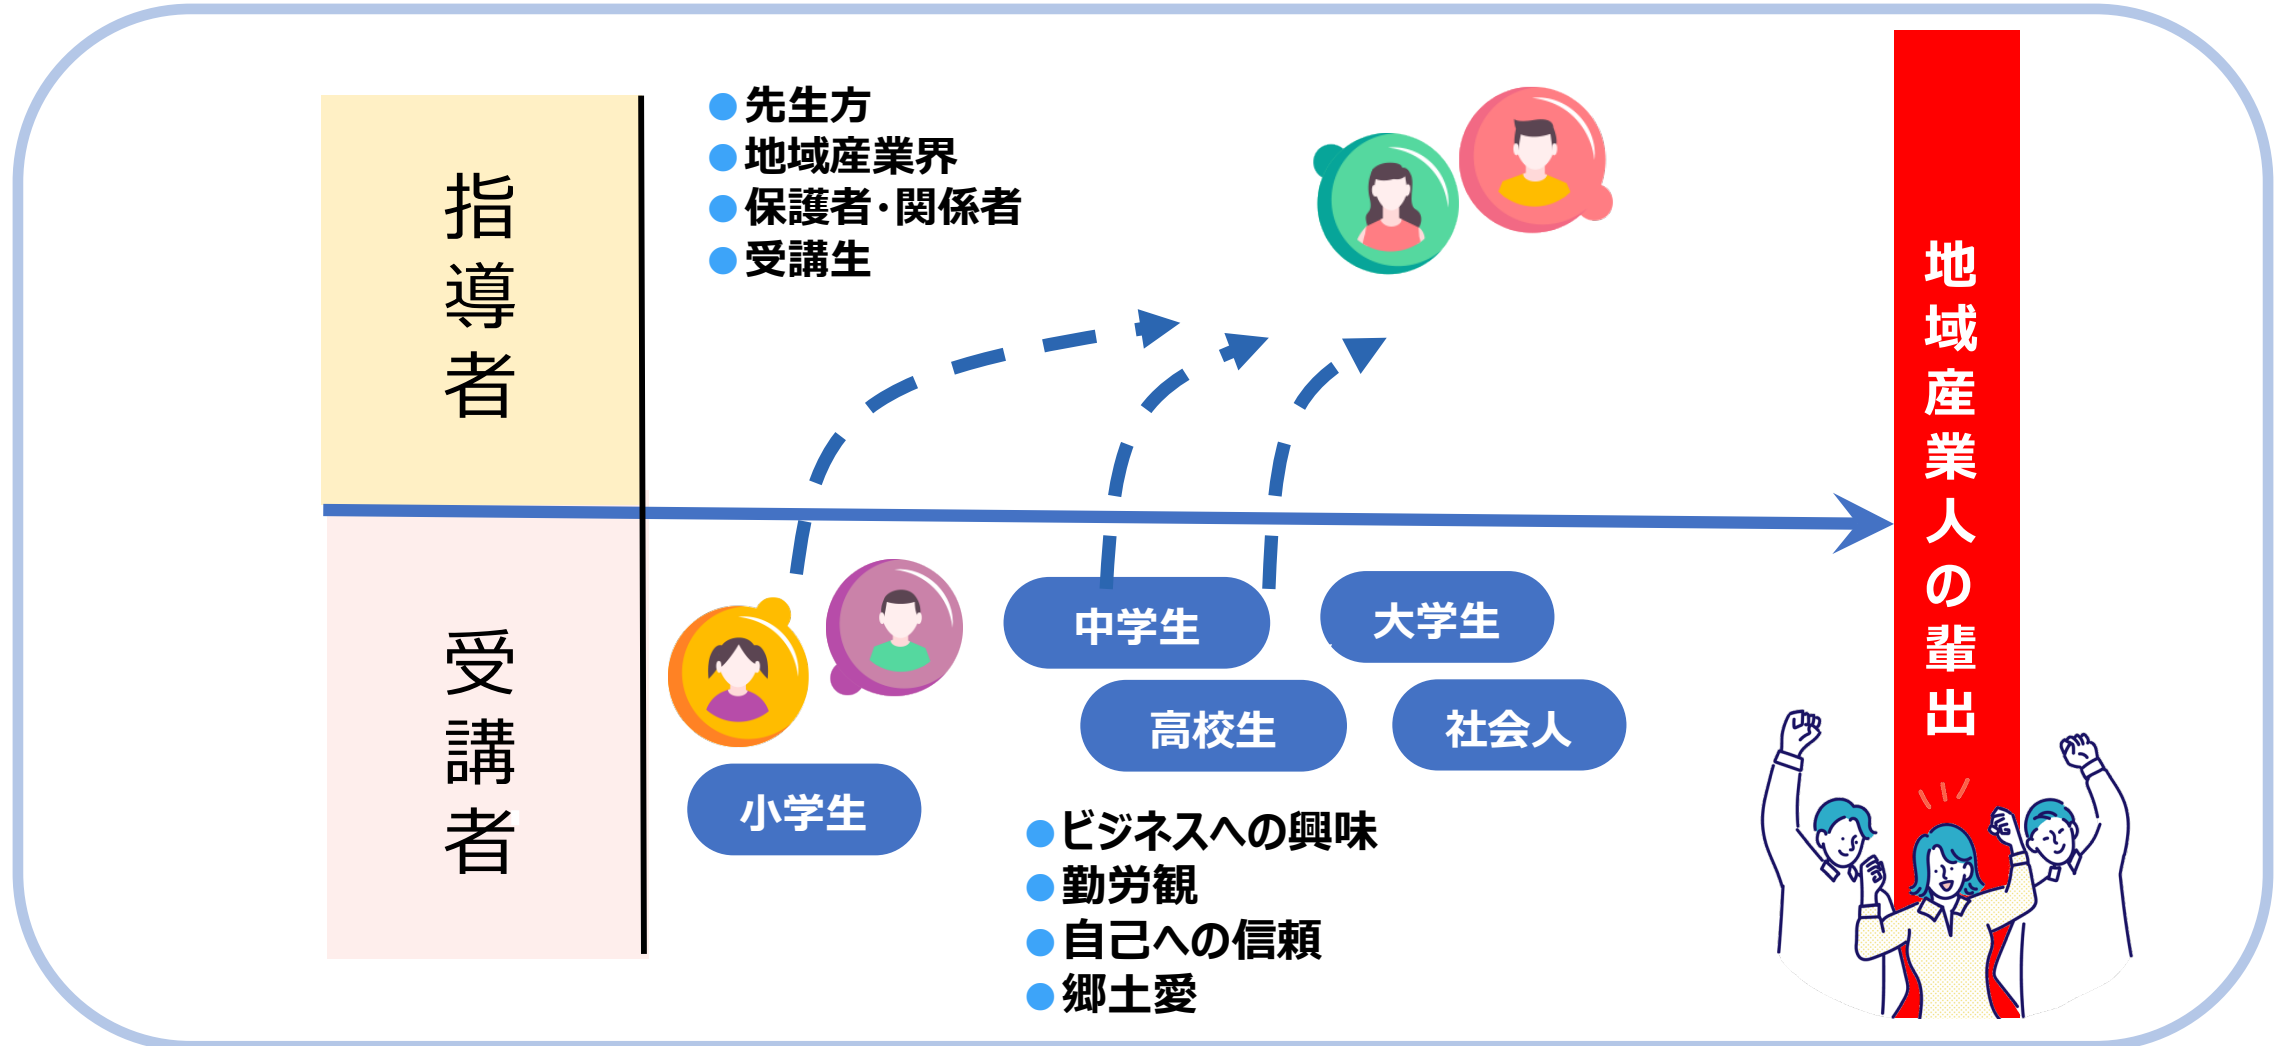 指導者
●先生方
●地域産業界
●保護者・関係者
●受講生
受講者
小学生
中学生
大学生
高校生
社会人
●ビジネスへの興味
●勤労観
●自己への信頼
●郷土愛
地域産業人の輩出